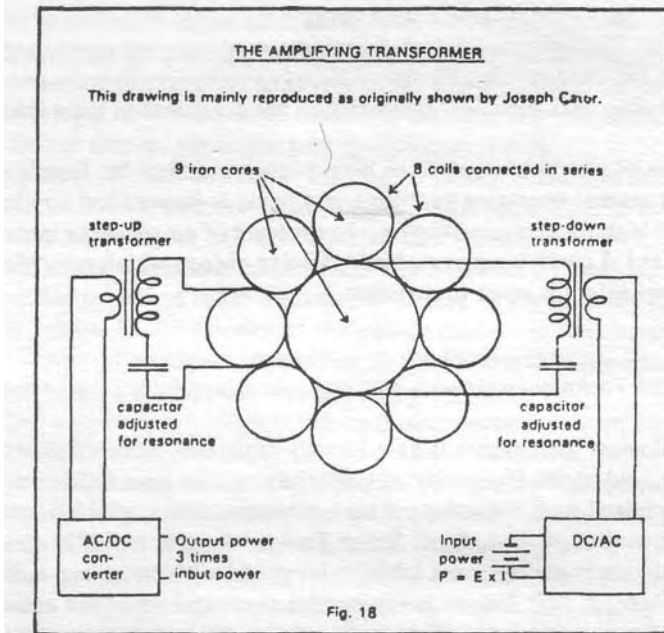 THE AMPLIFYING TRANSFORMER
This drawing is mainly reproduced as originally shown by Joseph Cater.
9 iron cores
8 coils connected in series
step-up
transformer
step-down
transformer
capacitor
adjusted
for resonance
capacitor
adjusted
for resonance
AC/DC
con-
verter
Output power
3 times
input power
Input
power
P = E x I
DC/AC
Fig. 18